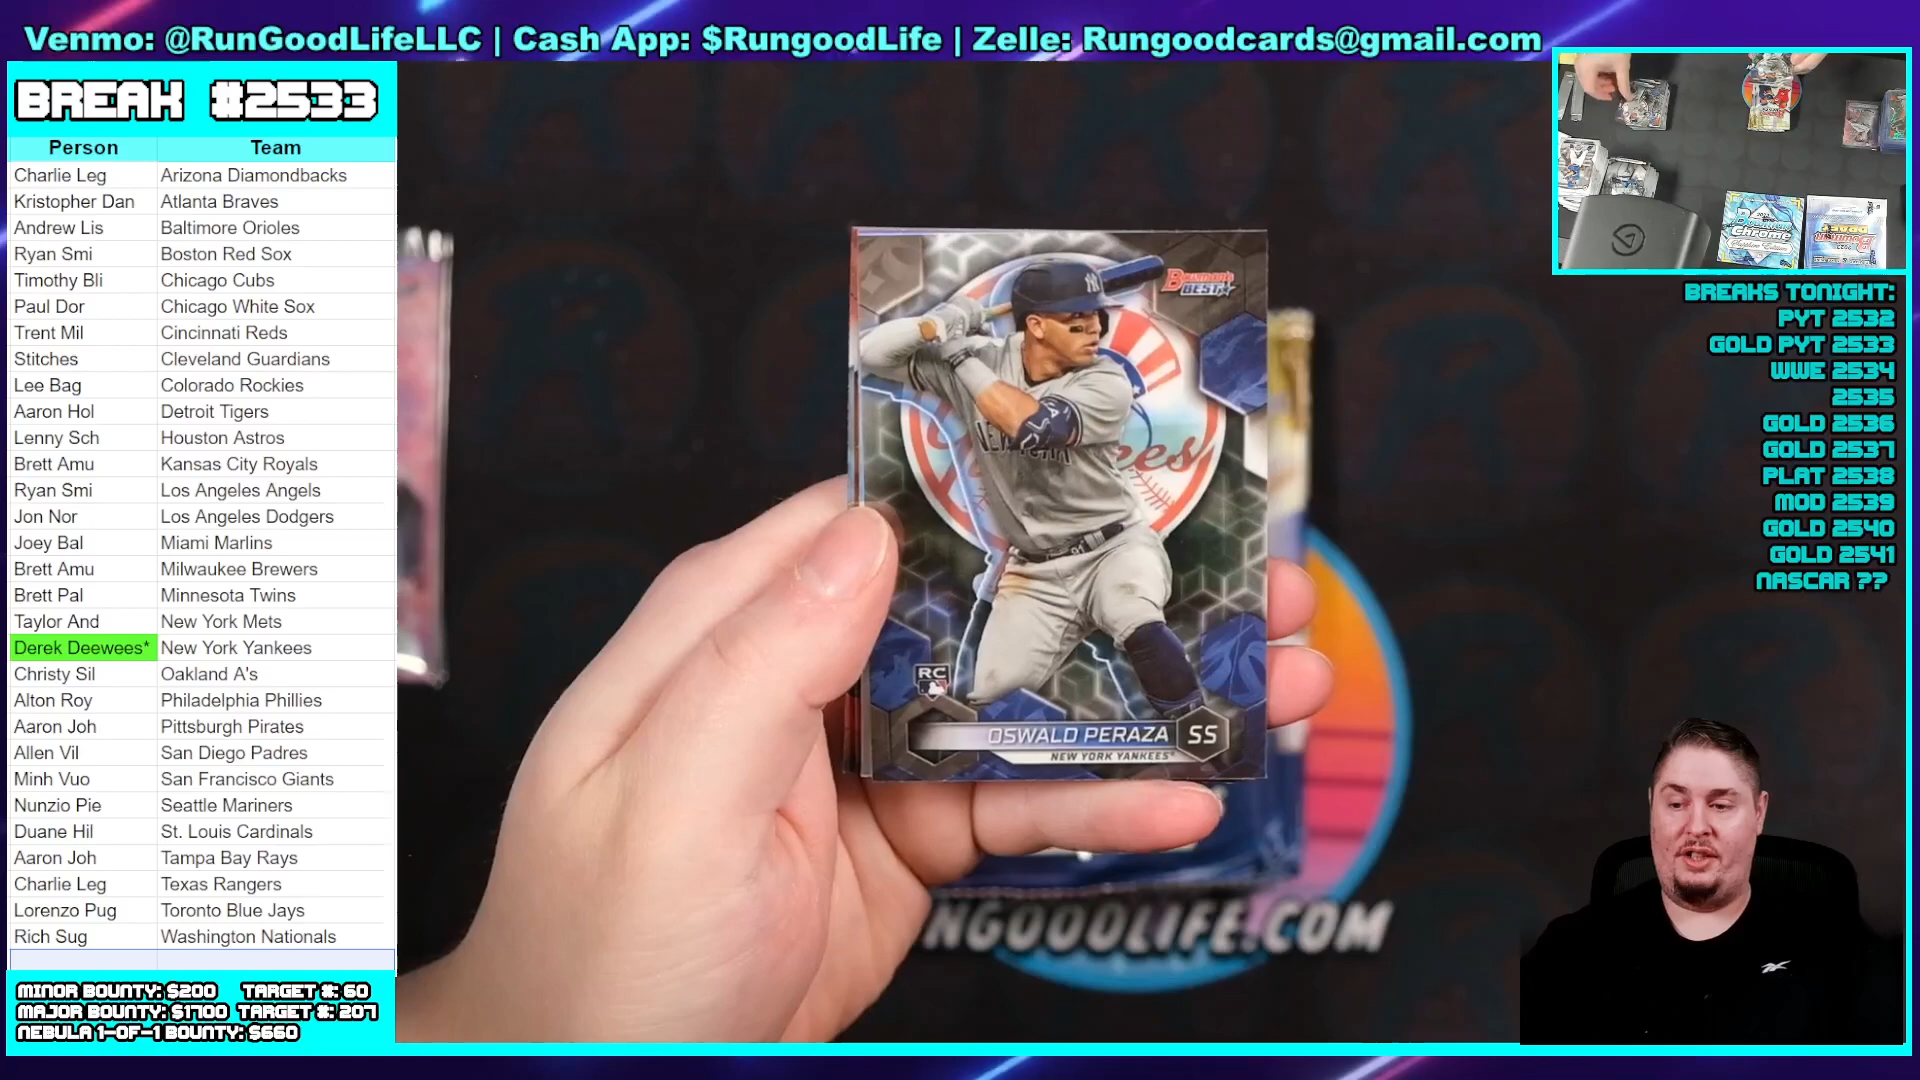 Venmo: @RunGoodLifeLLC | Cash App: $RungoodLife | Zelle: Rungoodcards@gmail.com
BREAK #2533
Person Team
Charlie Leg Arizona Diamondbacks
Kristopher Dan Atlanta Braves
Andrew Lis Baltimore Orioles
Ryan Smi Boston Red Sox
Timothy Bli Chicago Cubs
Paul Dor Chicago White Sox
Trent Mil Cincinnati Reds
Stitches Cleveland Guardians
Lee Bag Colorado Rockies
Aaron Hol Detroit Tigers
Lenny Sch Houston Astros
Brett Amu Kansas City Royals
Ryan Smi Los Angeles Angels
Jon Nor Los Angeles Dodgers
Joey Bal Miami Marlins
Brett Amu Milwaukee Brewers
Brett Pal Minnesota Twins
Taylor And New York Mets
Derek Deewees* New York Yankees
Christy Sil Oakland A's
Alton Roy Philadelphia Phillies
Aaron Joh Pittsburgh Pirates
Allen Vil San Diego Padres
Minh Vuo San Francisco Giants
Nunzio Pie Seattle Mariners
Duane Hil St. Louis Cardinals
Aaron Joh Tampa Bay Rays
Charlie Leg Texas Rangers
Lorenzo Pug Toronto Blue Jays
Rich Sug Washington Nationals
MINOR BOUNTY: $200 TARGET #: 60
MAJOR BOUNTY: $1700 TARGET #: 207
NEBULA 1-OF-1 BOUNTY: $660
BOWMAN'S
BEST
RC
OSWALD PERAZA SS
NEW YORK YANKEES
NGOODLIFE.COM
Chrome
Sapphire Edition
BREAKS TONIGHT:
PYT 2532
GOLD PYT 2533
WWE 2534
2535
GOLD 2536
GOLD 2537
PLAT 2538
MOD 2539
GOLD 2540
GOLD 2541
NASCAR ??